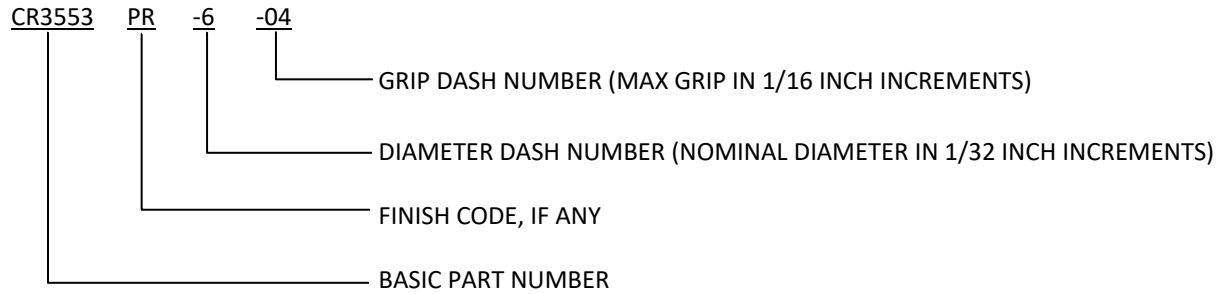 CR3553 PR -6 -04
GRIP DASH NUMBER (MAX GRIP IN 1/16 INCH INCREMENTS)
DIAMETER DASH NUMBER (NOMINAL DIAMETER IN 1/32 INCH INCREMENTS)
FINISH CODE, IF ANY
BASIC PART NUMBER